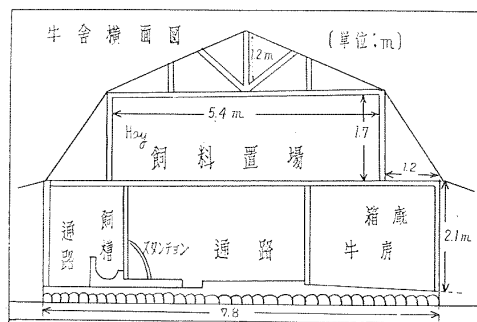 牛舎横面図
(単位:m)
1.2m
5.4m
Hay
飼料置場
1.7
1.2
通路
飼槽
スタンチョン
通路
箱廐
牛房
2.1m
7.8